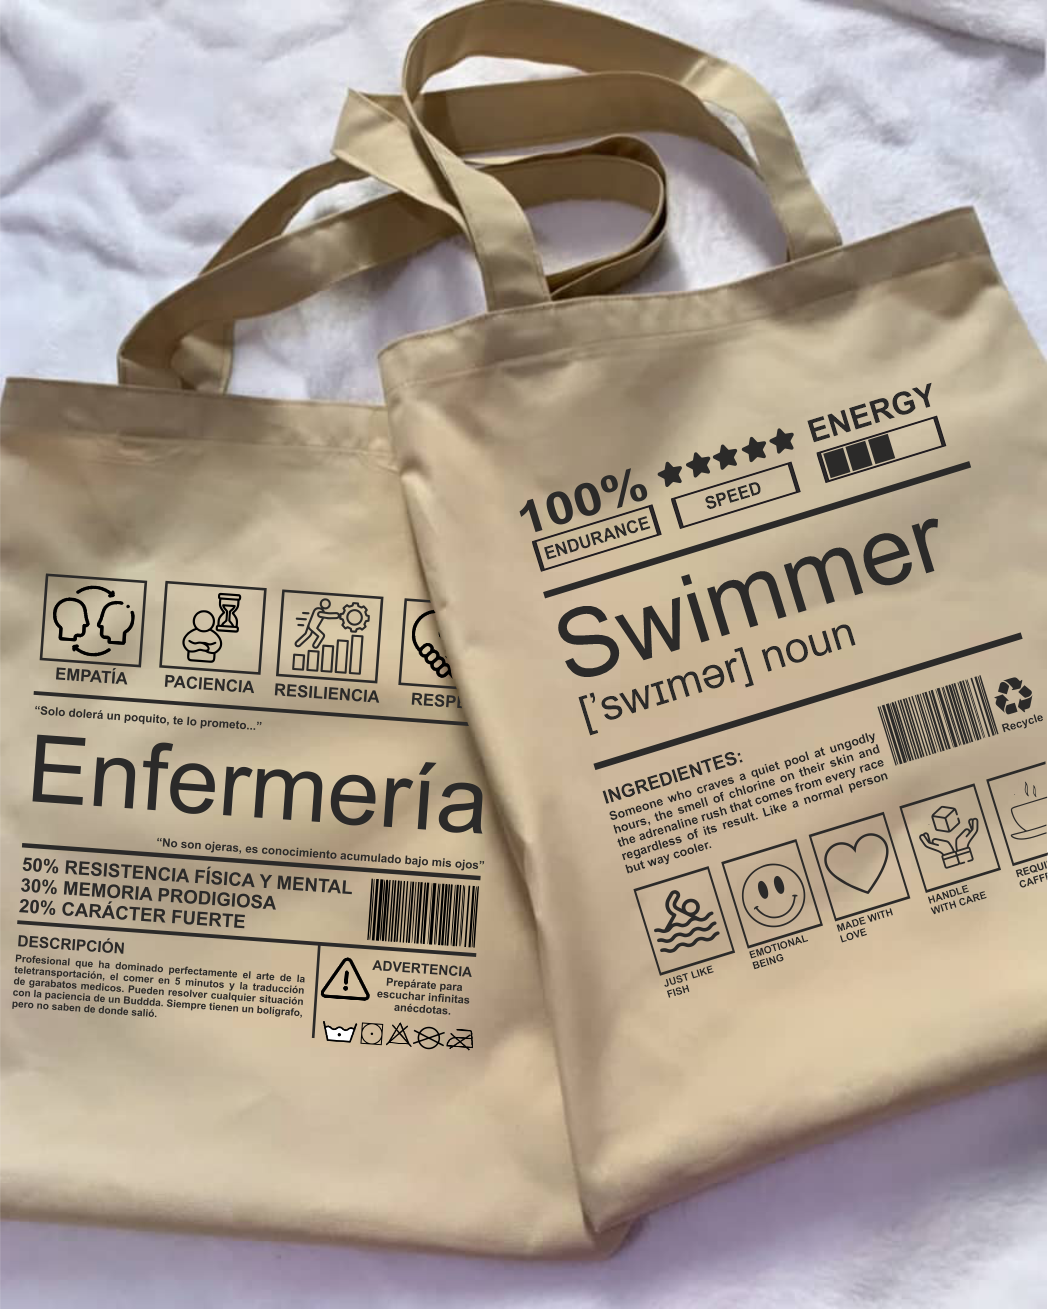 EMPATÍA
PACIENCIA
RESILIENCIA
“Solo dolerá un poquito, te lo prometo...”
Enfermería
“No son ojeras, es conocimiento acumulado bajo mis ojos”
50% RESISTENCIA FÍSICA Y MENTAL
30% MEMORIA PRODIGIOSA
20% CARÁCTER FUERTE
DESCRIPCIÓN
Profesional que ha dominado perfectamente el arte de la
teletransportación, el comer en 5 minutos y la traducción
de garabatos medicos. Pueden resolver cualquier situación
con la paciencia de un Buddda. Siempre tienen un boligrafo,
pero no saben de donde salió.
ADVERTENCIA
Prepárate para
escuchar infinitas
anécdotas.
100%
ENDURANCE
SPEED
ENERGY
Swimmer
['swɪmər] noun
INGREDIENTES:
Someone who craves a quiet pool at ungodly
hours, the smell of chlorine on their skin and
the adrenaline rush that comes from every race
regardless of its result. Like a normal person
but way cooler.
Recycle
JUST LIKE
FISH
EMOTIONAL
BEING
MADE WITH
LOVE
HANDLE
WITH CARE